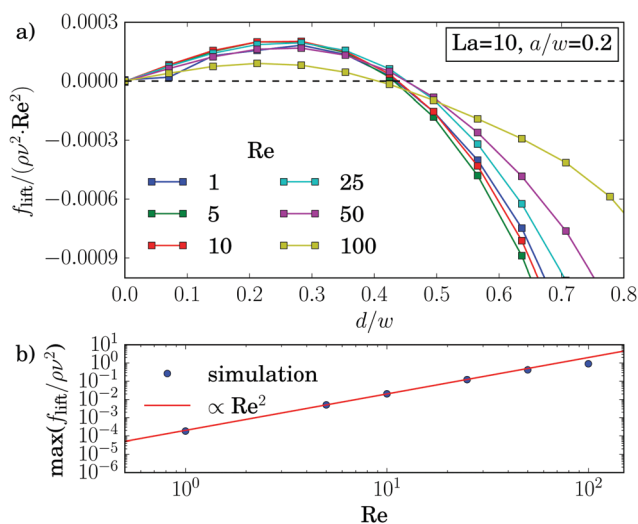 a)
La=10, a/w=0.2
f_lift/(ρν²·Re²)
0.0003
0.0000
−0.0003
−0.0006
−0.0009
Re
1
5
10
25
50
100
0.0 0.1 0.2 0.3 0.4 0.5 0.6 0.7 0.8
d/w
b)
max(f_lift/ρν²)
10¹
10⁰
10⁻¹
10⁻²
10⁻³
10⁻⁴
10⁻⁵
10⁻⁶
simulation
∝ Re²
10⁰ 10¹ 10²
Re